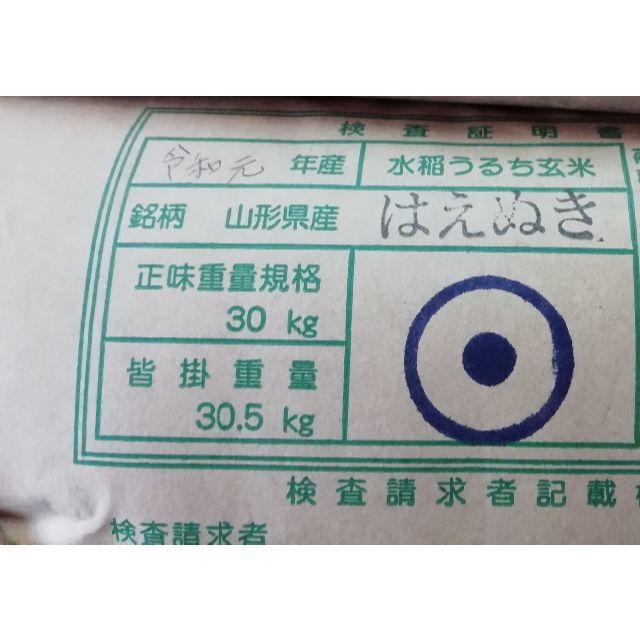 検査証明書
令和元 年産 水稲うるち玄米
銘柄 山形県産 はえぬき
正味重量規格
30 kg
皆掛重量
30.5 kg
検査請求者記載
検査請求者